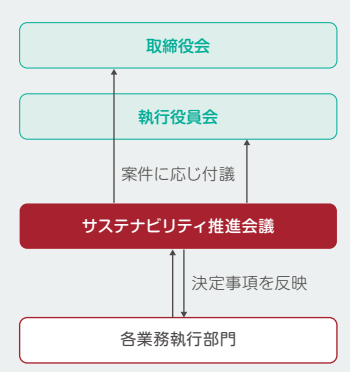 取締役会
執行役員会
案件に応じ付議
サステナビリティ推進会議
決定事項を反映
各業務執行部門